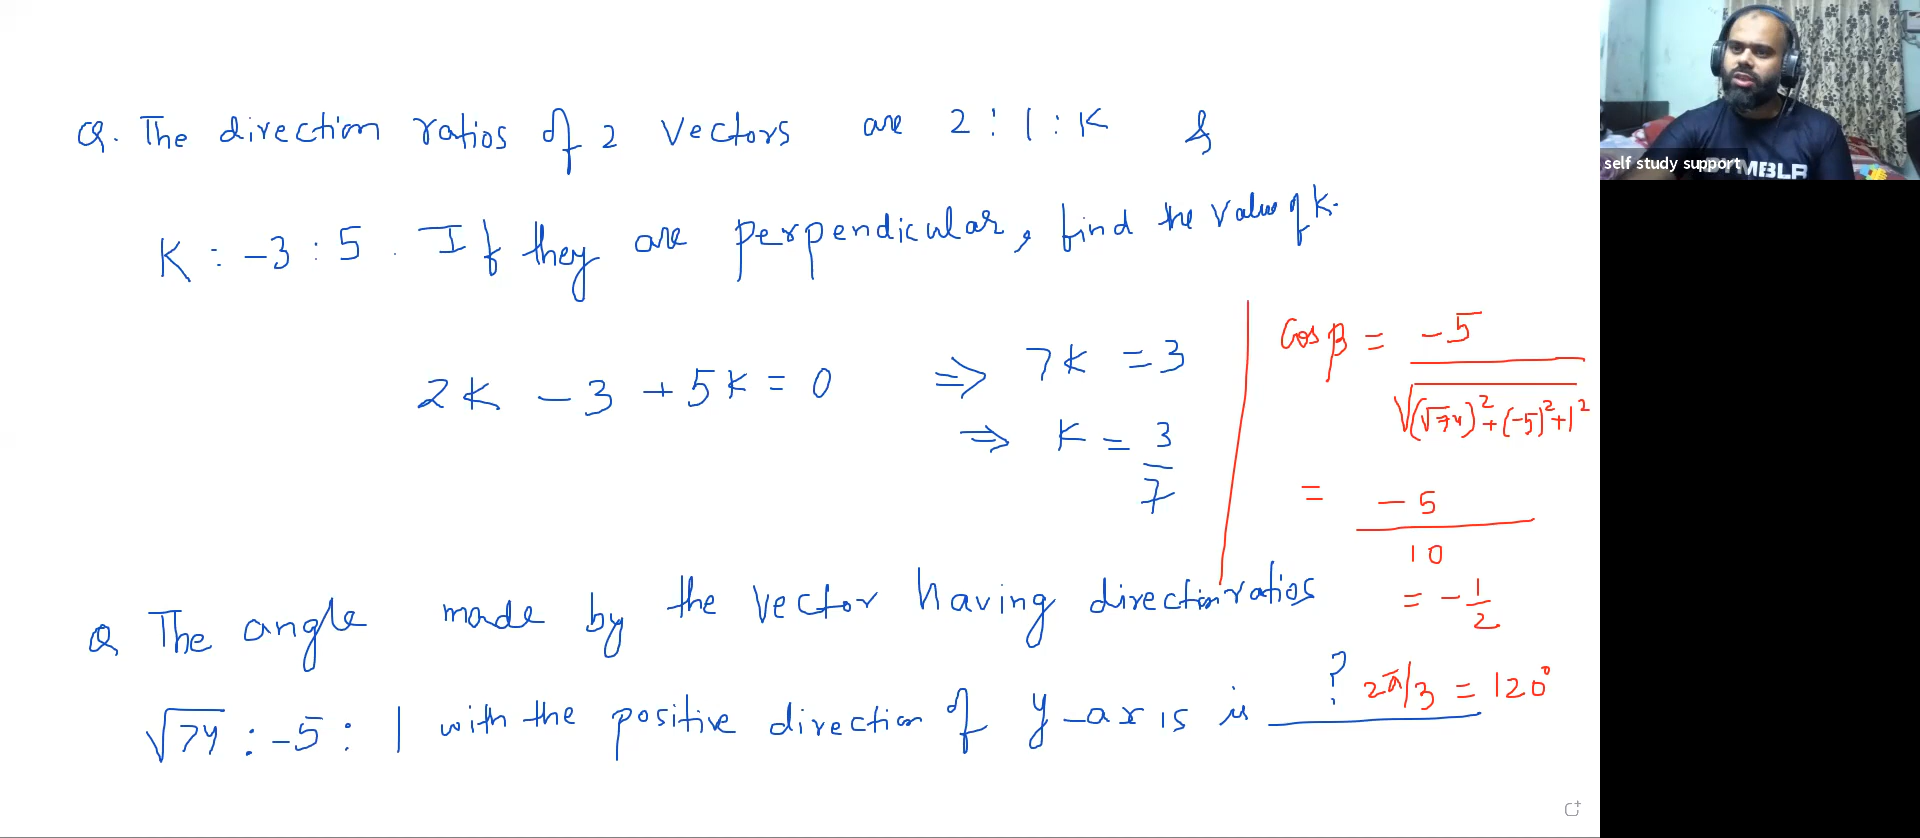 Q. The direction ratios of 2 vectors are 2 : 1 : K &
K : -3 : 5 . If they are perpendicular, find the value of K.
2K - 3 + 5K = 0 ⇒ 7K = 3
⇒ K = 3/7
Cos β = -5 / √((√74)² + (-5)² + 1²)
= -5 / 10
= -1/2
Q The angle made by the vector having direction ratios
√74 : -5 : 1 with the positive direction of y-axis is ?
2π/3 = 120°
self study support